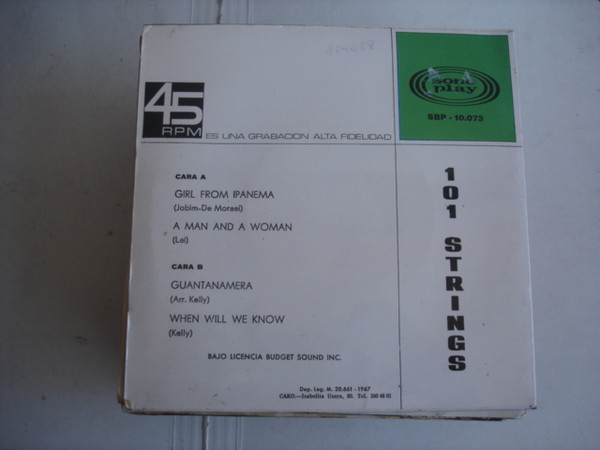 sono
play
SBP - 10.073
45
RPM
ES UNA GRABACION ALTA FIDELIDAD
CARA A
GIRL FROM IPANEMA
(Jobim-De Moraei)
A MAN AND A WOMAN
(Lai)
CARA B
GUANTANAMERA
(Arr. Kelly)
WHEN WILL WE KNOW
(Kelly)
BAJO LICENCIA BUDGET SOUND INC.
Dep. Leg. M. 20.661 - 1967
101 STRINGS